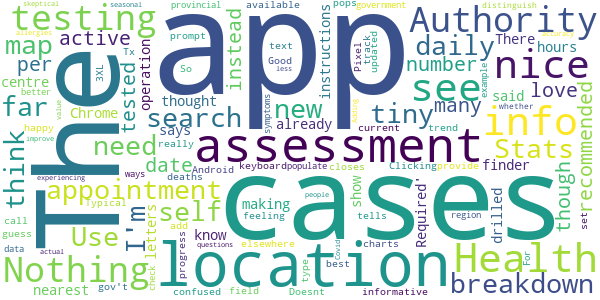 testing
map
active
per
centre
far
search
tested
operation
says
thought
instead
new
already
app
The
provincial
skeptical
seasonal
allergies
pops
available
government
distinguish
prompt
Tx
3XL
text
Good
less
So
symptoms
Pixel
track
updated
instructions
There
hours
Authority
daily
number
see
nice
many
said
love
example
tiny
info
Stats
finder
though
recommended
think
need
date
assessment
appointment
self
making
feeling
know
elsewhere
Android
deaths
really
Chrome
happy
better
value
improve
Nothing
I'm
Use
letters
check
ways
Typical
experiencing
call
guess
data
gov't
nearest
actual
progress
add
confused
field
questions
charts
informative
Doesnt
type
best
people
Covid
tells
show
closes
keyboard
populate
current
trend
Clicking
provide
cases
location
Required'
region
For
set
drilled
whether
Health
breakdown